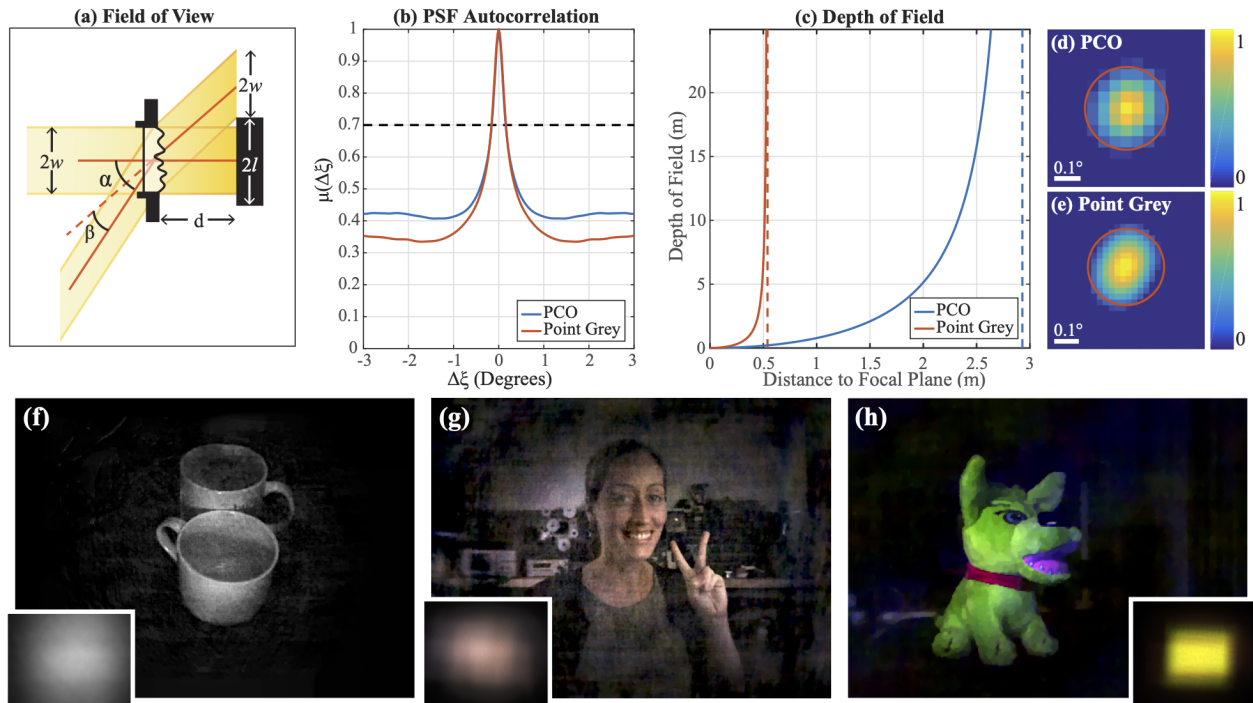 (a) Field of View
2w
2w
2l
α
β
d
(b) PSF Autocorrelation
1
0.9
0.8
0.7
0.6
0.5
0.4
0.3
0.2
0.1
0
μ(Δξ)
PCO
Point Grey
-3 -2 -1 0 1 2 3
Δξ (Degrees)
(c) Depth of Field
20
15
10
5
0
Depth of Field (m)
PCO
Point Grey
0 0.5 1 1.5 2 2.5 3
Distance to Focal Plane (m)
(d) PCO
0.1°
1
0
(e) Point Grey
0.1°
1
0
(f)
(g)
(h)